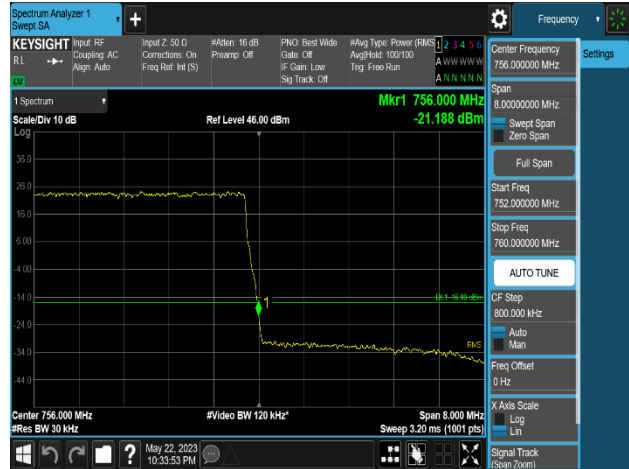 Spectrum Analyzer 1
Swept SA
Frequency
KEYSIGHT
RL
LW
Input: RF
Coupling: AC
Align: Auto
Input Z: 50 Ω
Corrections: On
Freq Ref: Int (S)
#Atten: 16 dB
Preamp: Off
PNO: Best Wide
Gate: Off
IF Gain: Low
Sig Track: Off
#Avg Type: Power (RMS
Avg|Hold: 100/100
Trig: Free Run
1 2 3 4 5 6
A W W W W W
A N N N N N
1 Spectrum
Scale/Div 10 dB
Log
Ref Level 46.00 dBm
Mkr1 756.000 MHz
-21.188 dBm
36.0
26.0
16.0
6.00
-4.00
-14.0
-24.0
-34.0
-44.0
DL1 -16.00 dBm
1
RMS
Center 756.000 MHz
#Res BW 30 kHz
#Video BW 120 kHz*
Span 8.000 MHz
Sweep 3.20 ms (1001 pts)
May 22, 2023
10:33:53 PM
?
Center Frequency
756.000000 MHz
Span
8.00000000 MHz
Swept Span
Zero Span
Full Span
Start Freq
752.000000 MHz
Stop Freq
760.000000 MHz
AUTO TUNE
CF Step
800.000 kHz
Auto
Man
Freq Offset
0 Hz
X Axis Scale
Log
Lin
Signal Track
(Span Zoom)
Settings